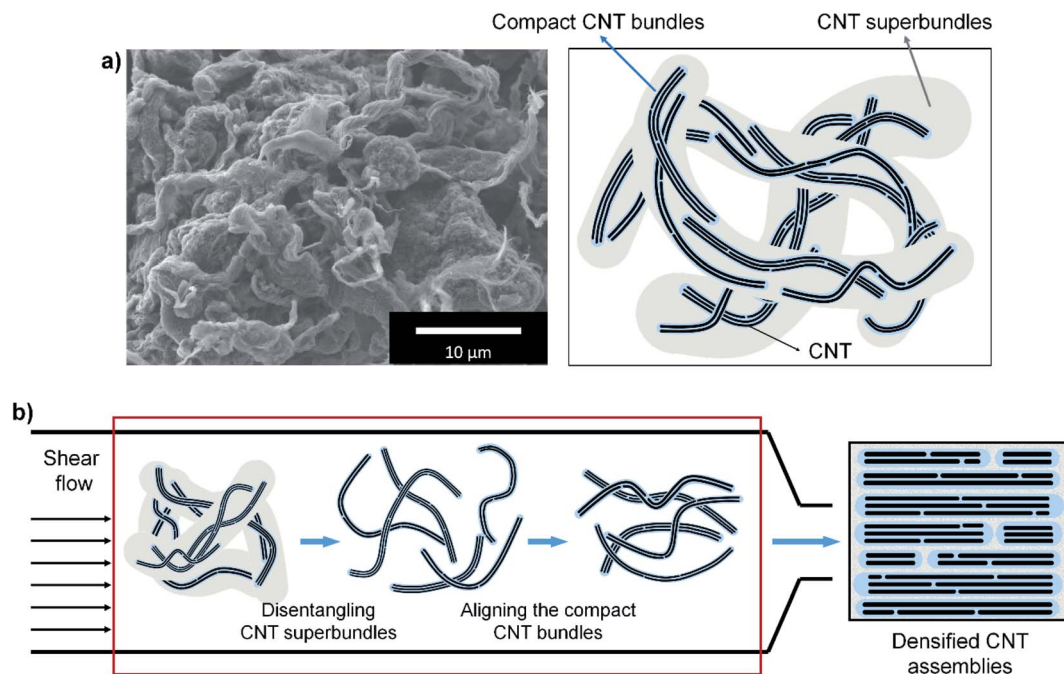 Compact CNT bundles
CNT superbundles
a)
10 µm
CNT
b)
Shear
flow
Disentangling
CNT superbundles
Aligning the compact
CNT bundles
Densified CNT
assemblies